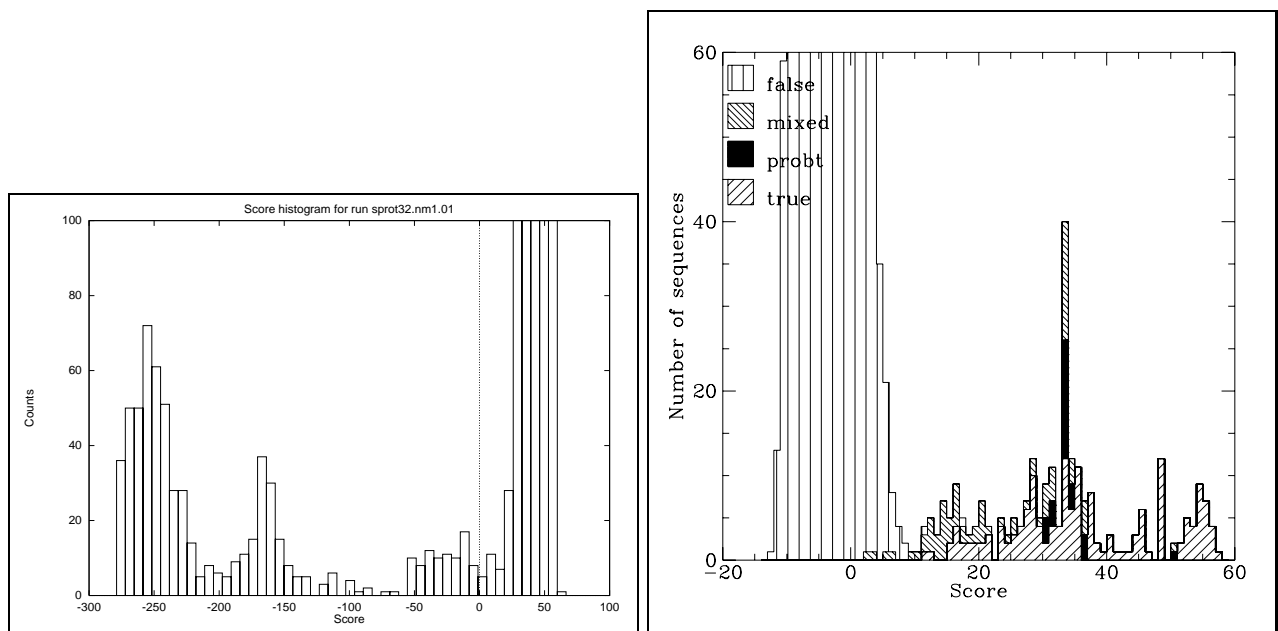 Score histogram for run sprot32.nm1.01
100
80
60
40
20
0
Counts
-300
-250
-200
-150
-100
-50
0
50
100
Score
60
40
20
0
Number of sequences
false
mixed
probt
true
-20
0
20
40
60
Score